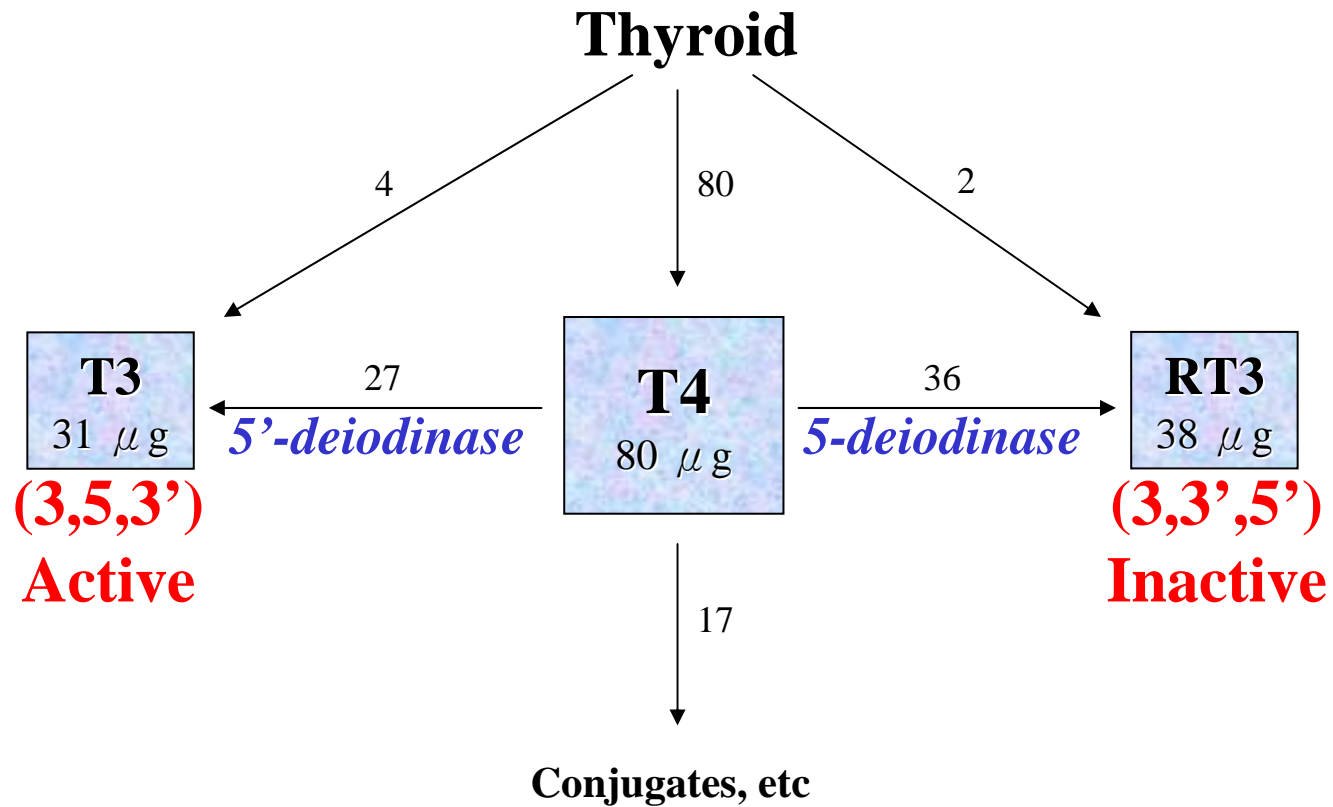 Thyroid
4
80
2
T3
31 μg
(3,5,3’)
Active
27
5’-deiodinase
T4
80 μg
36
5-deiodinase
RT3
38 μg
(3,3’,5’)
Inactive
17
Conjugates, etc